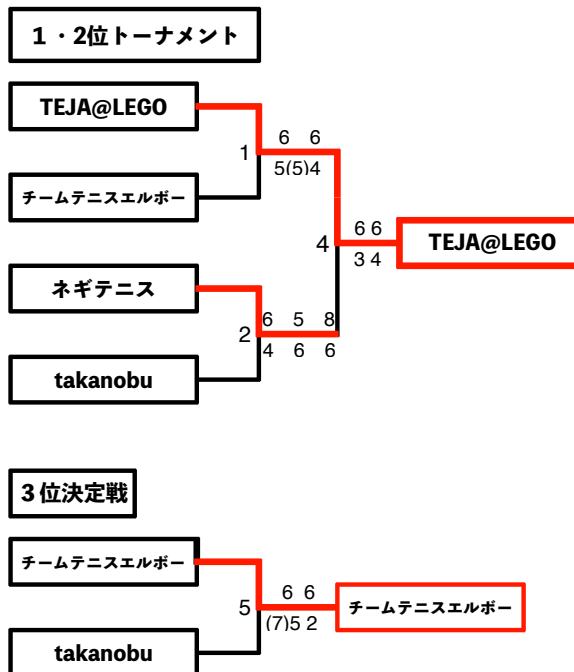 １・2位トーナメント
TEJA@LEGO
6 6
1
5(5)4
チームテニスエルボー
6 6
4
TEJA@LEGO
3 4
ネギテニス
6 5 8
2
4 6 6
takanobu
３位決定戦
チームテニスエルボー
6 6
5
チームテニスエルボー
(7)5 2
takanobu